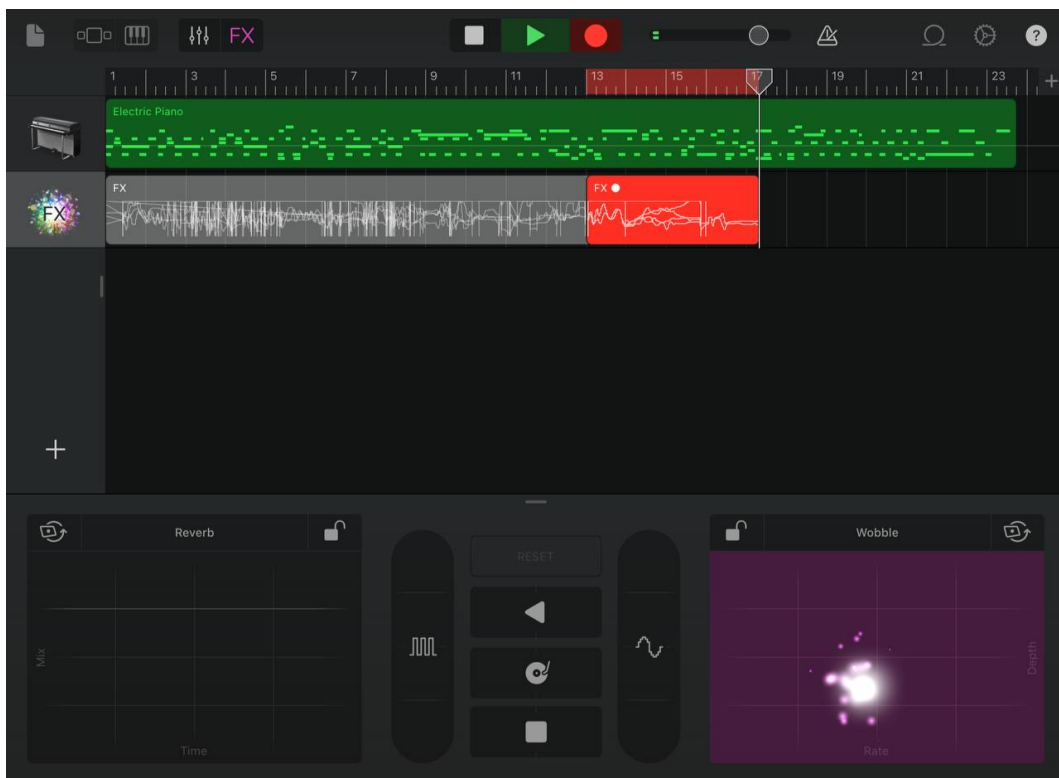 FX
1 3 5 7 9 11 13 15 17 19 21 23
Electric Piano
FX
FX
FX
Reverb
RESET
Wobble
Mix
Depth
Time
Rate